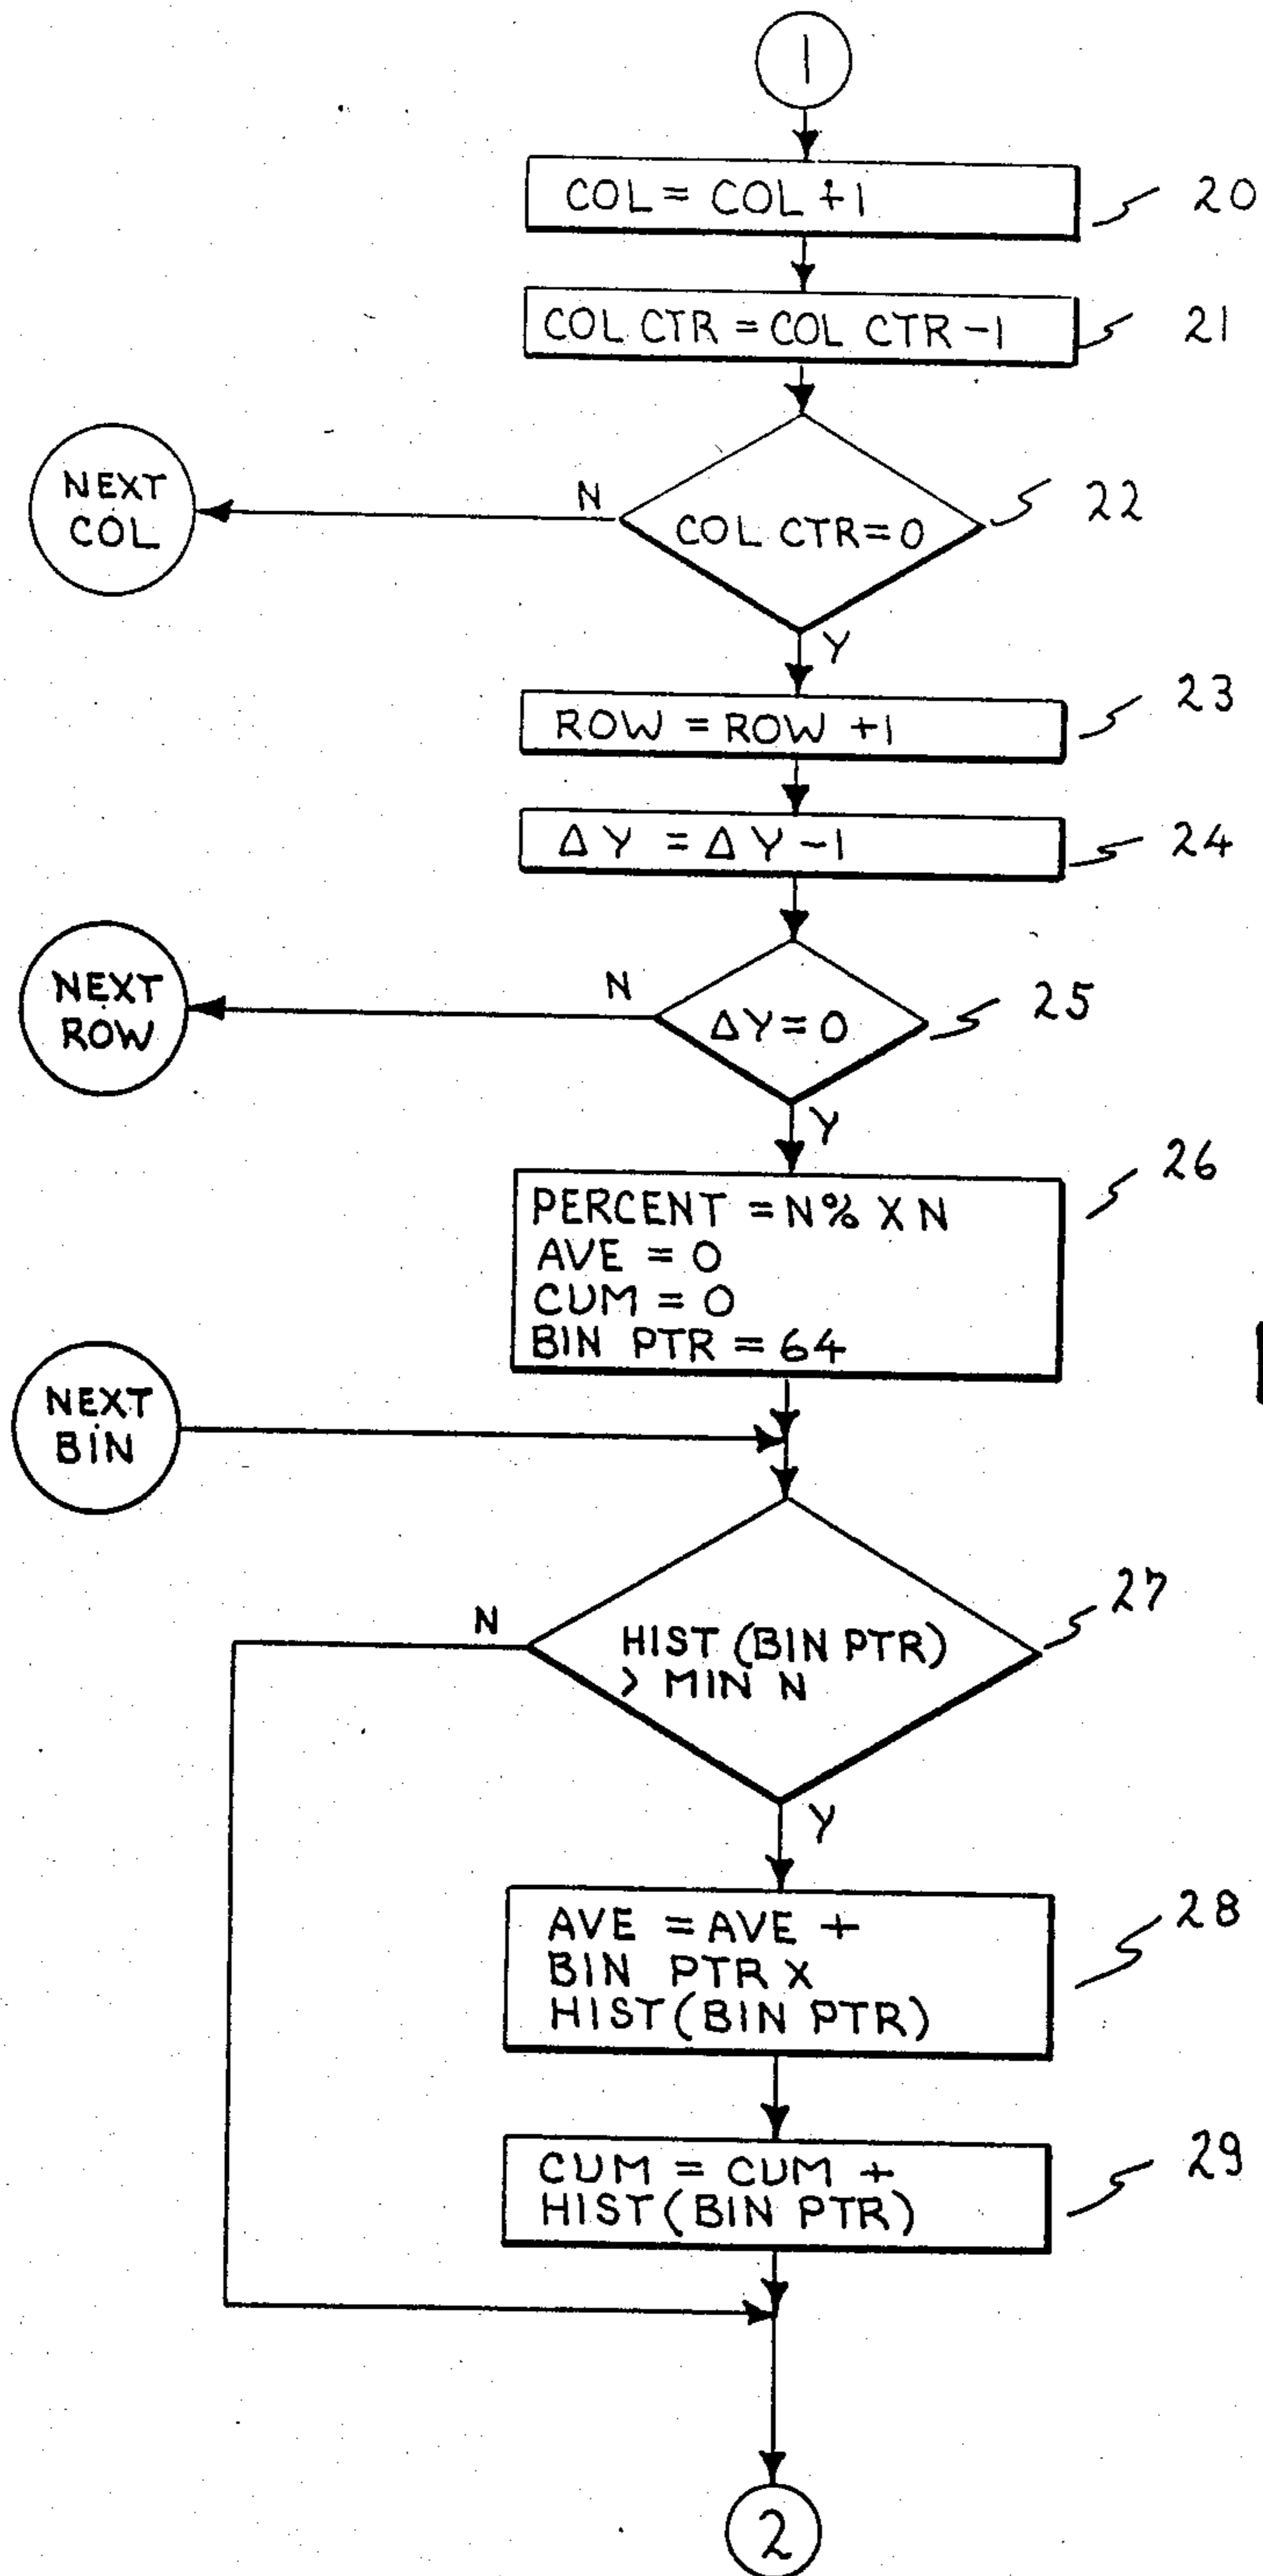 1
COL = COL + 1
20
COL CTR = COL CTR - 1
21
NEXT
COL
N
COL CTR = 0
22
Y
ROW = ROW + 1
23
Δ Y = Δ Y - 1
24
NEXT
ROW
N
Δ Y = 0
25
Y
PERCENT = N% X N
AVE = 0
CUM = 0
BIN PTR = 64
26
NEXT
BIN
N
HIST (BIN PTR)
> MIN N
27
Y
AVE = AVE +
BIN PTR X
HIST (BIN PTR)
28
CUM = CUM +
HIST (BIN PTR)
29
2